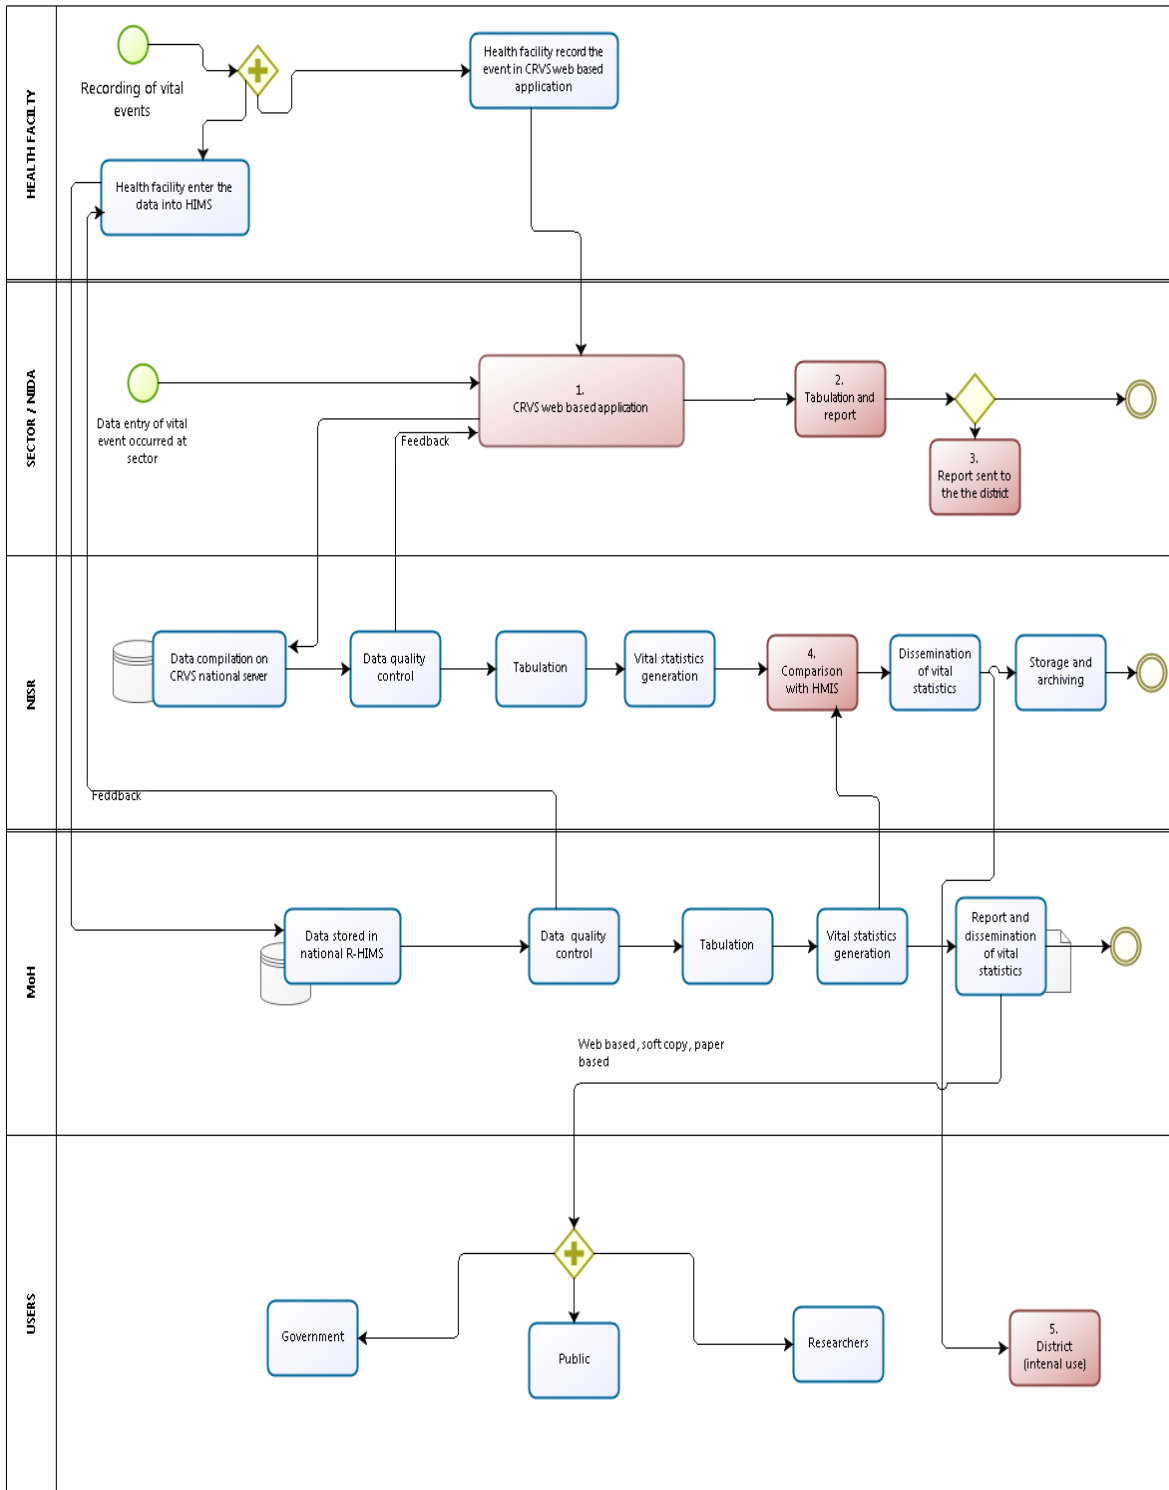 HEALTH FACILTY
Recording of vital
events
Health facility record the
event in CRVS web based
application
Health facility enter the
data into HIMS
SECTOR / NIDA
Data entry of vital
event occurred at
sector
1.
CRVS web based application
Feedback
2.
Tabulation and
report
3.
Report sent to
the the district
NISR
Data compilation on
CRVS national server
Data quality
control
Tabulation
Vital statistics
generation
4.
Comparison
with HMIS
Dissemination
of vital
statistics
Storage and
archiving
Feddback
MoH
Data stored in
national R-HIMS
Data quality
control
Tabulation
Vital statistics
generation
Report and
dissemination
of vital
statistics
Web based, soft copy, paper
based
USERS
Government
Public
Researchers
5.
District
(intenal use)